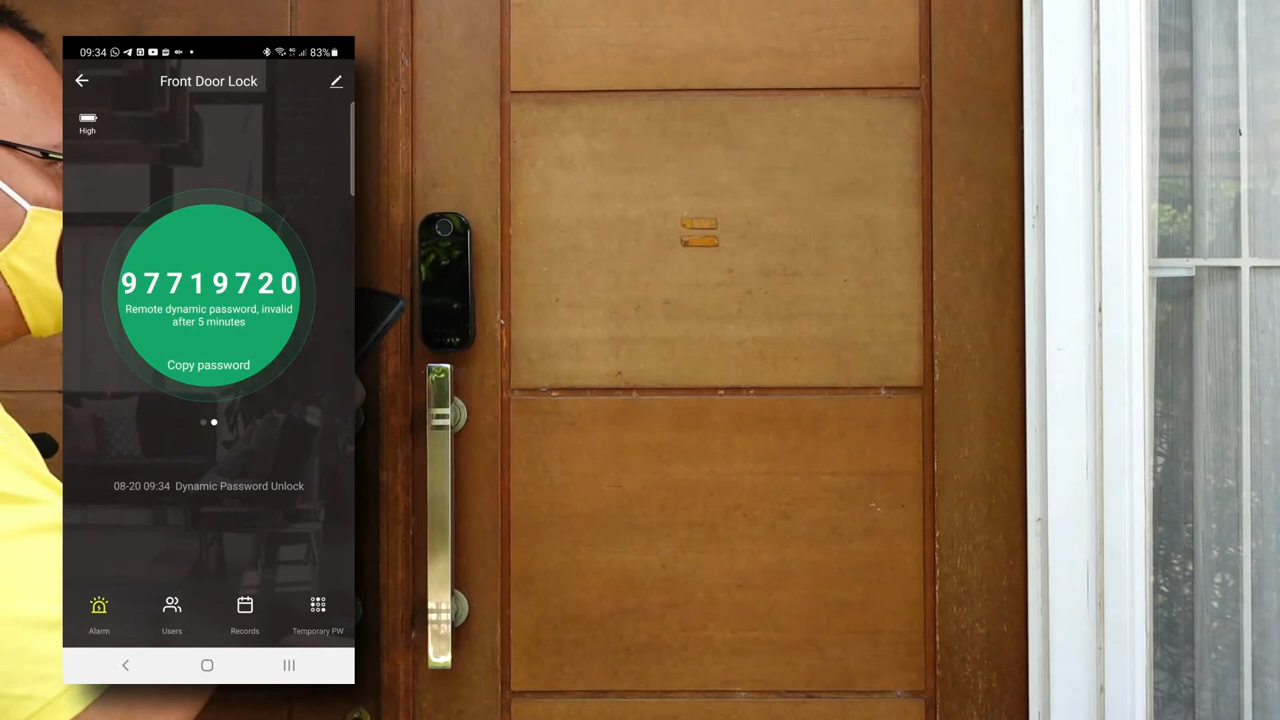 09:34 83%
Front Door Lock
High
97719720
Remote dynamic password, invalid
after 5 minutes
Copy password
08-20 09:34 Dynamic Password Unlock
Alarm Users Records Temporary PW